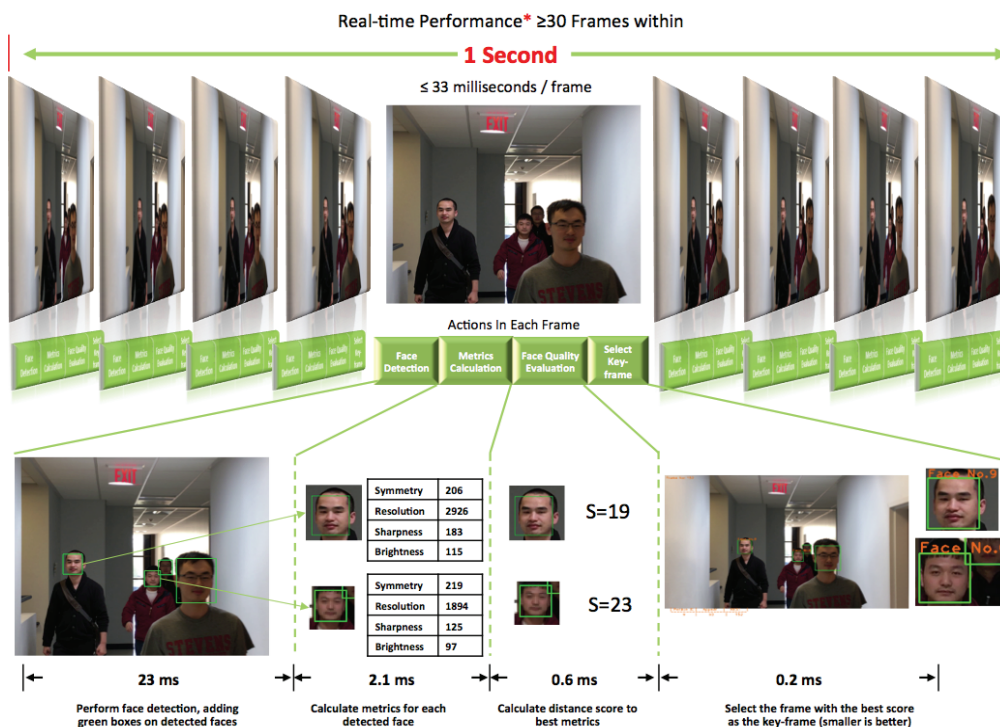 Real-time Performance* ≥30 Frames within
1 Second
≤ 33 milliseconds / frame
EXIT
STEVENS
Actions In Each Frame
Face Detection
Metrics Calculation
Face Quality Evaluation
Select Key-frame
EXIT
STEVENS
Symmetry 206
Resolution 2926
Sharpness 183
Brightness 115
S=19
Symmetry 219
Resolution 1894
Sharpness 125
Brightness 97
S=23
EXIT
STEVENS
Face No.9
Face No.
23 ms
2.1 ms
0.6 ms
0.2 ms
Perform face detection, adding
green boxes on detected faces
Calculate metrics for each
detected face
Calculate distance score to
best metrics
Select the frame with the best score
as the key-frame (smaller is better)